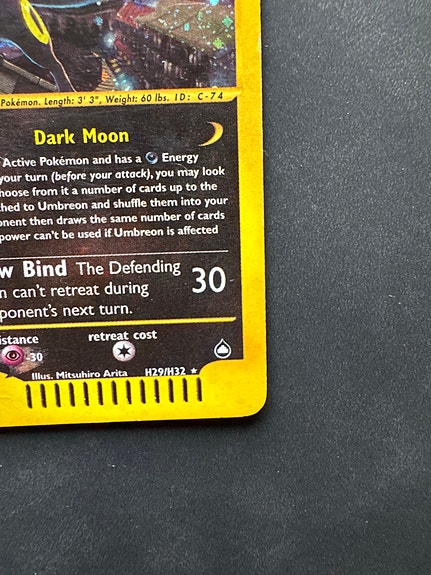 Pokémon. Length: 3' 3", Weight: 60 lbs. ID: C-74
Dark Moon
Active Pokémon and has a Energy
your turn (before your attack), you may look
hoose from it a number of cards up to the
hed to Umbreon and shuffle them into your
onent then draws the same number of cards
power can't be used if Umbreon is affected
w Bind The Defending
n can't retreat during
ponent's next turn.
30
istance
-30
retreat cost
Illus. Mitsuhiro Arita H29/H32 ★